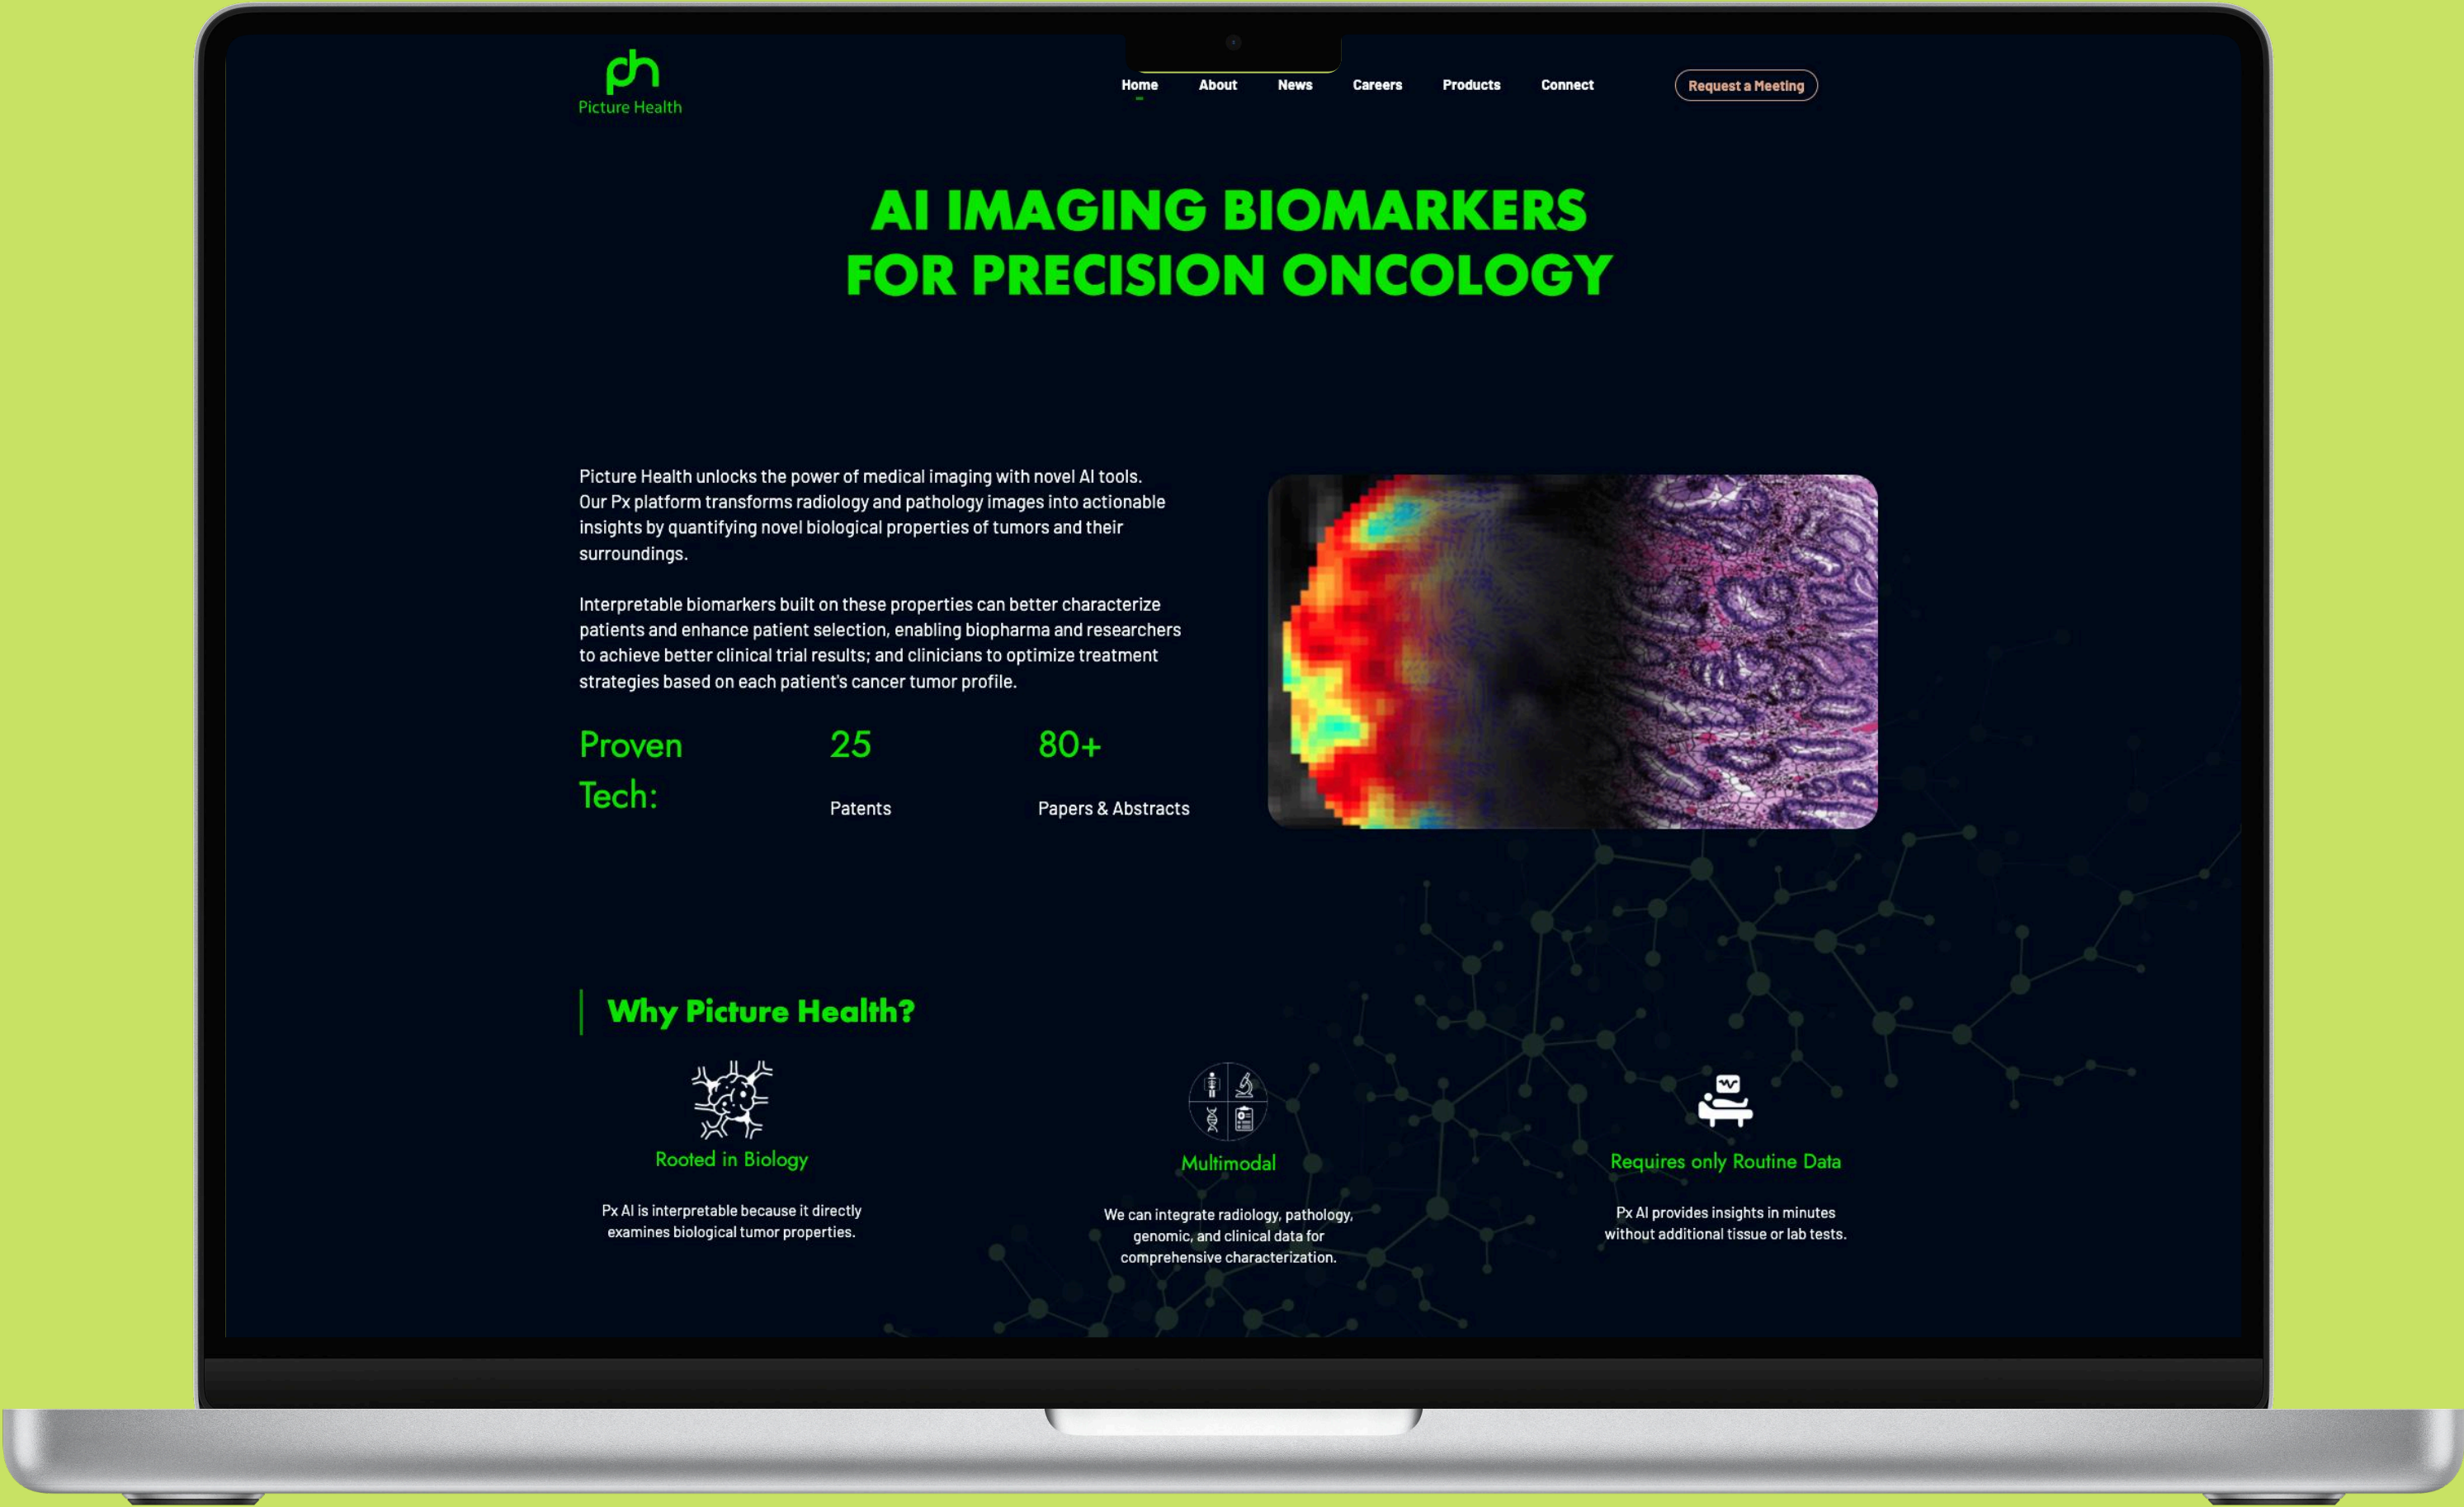 ph
Picture Health
Home About News Careers Products Connect Request a Meeting
AI IMAGING BIOMARKERS
FOR PRECISION ONCOLOGY
Picture Health unlocks the power of medical imaging with novel AI tools.
Our Px platform transforms radiology and pathology images into actionable
insights by quantifying novel biological properties of tumors and their
surroundings.
Interpretable biomarkers built on these properties can better characterize
patients and enhance patient selection, enabling biopharma and researchers
to achieve better clinical trial results; and clinicians to optimize treatment
strategies based on each patient's cancer tumor profile.
Proven
Tech:
25
Patents
80+
Papers & Abstracts
Why Picture Health?
Rooted in Biology
Px AI is interpretable because it directly
examines biological tumor properties.
Multimodal
We can integrate radiology, pathology,
genomic, and clinical data for
comprehensive characterization.
Requires only Routine Data
Px AI provides insights in minutes
without additional tissue or lab tests.